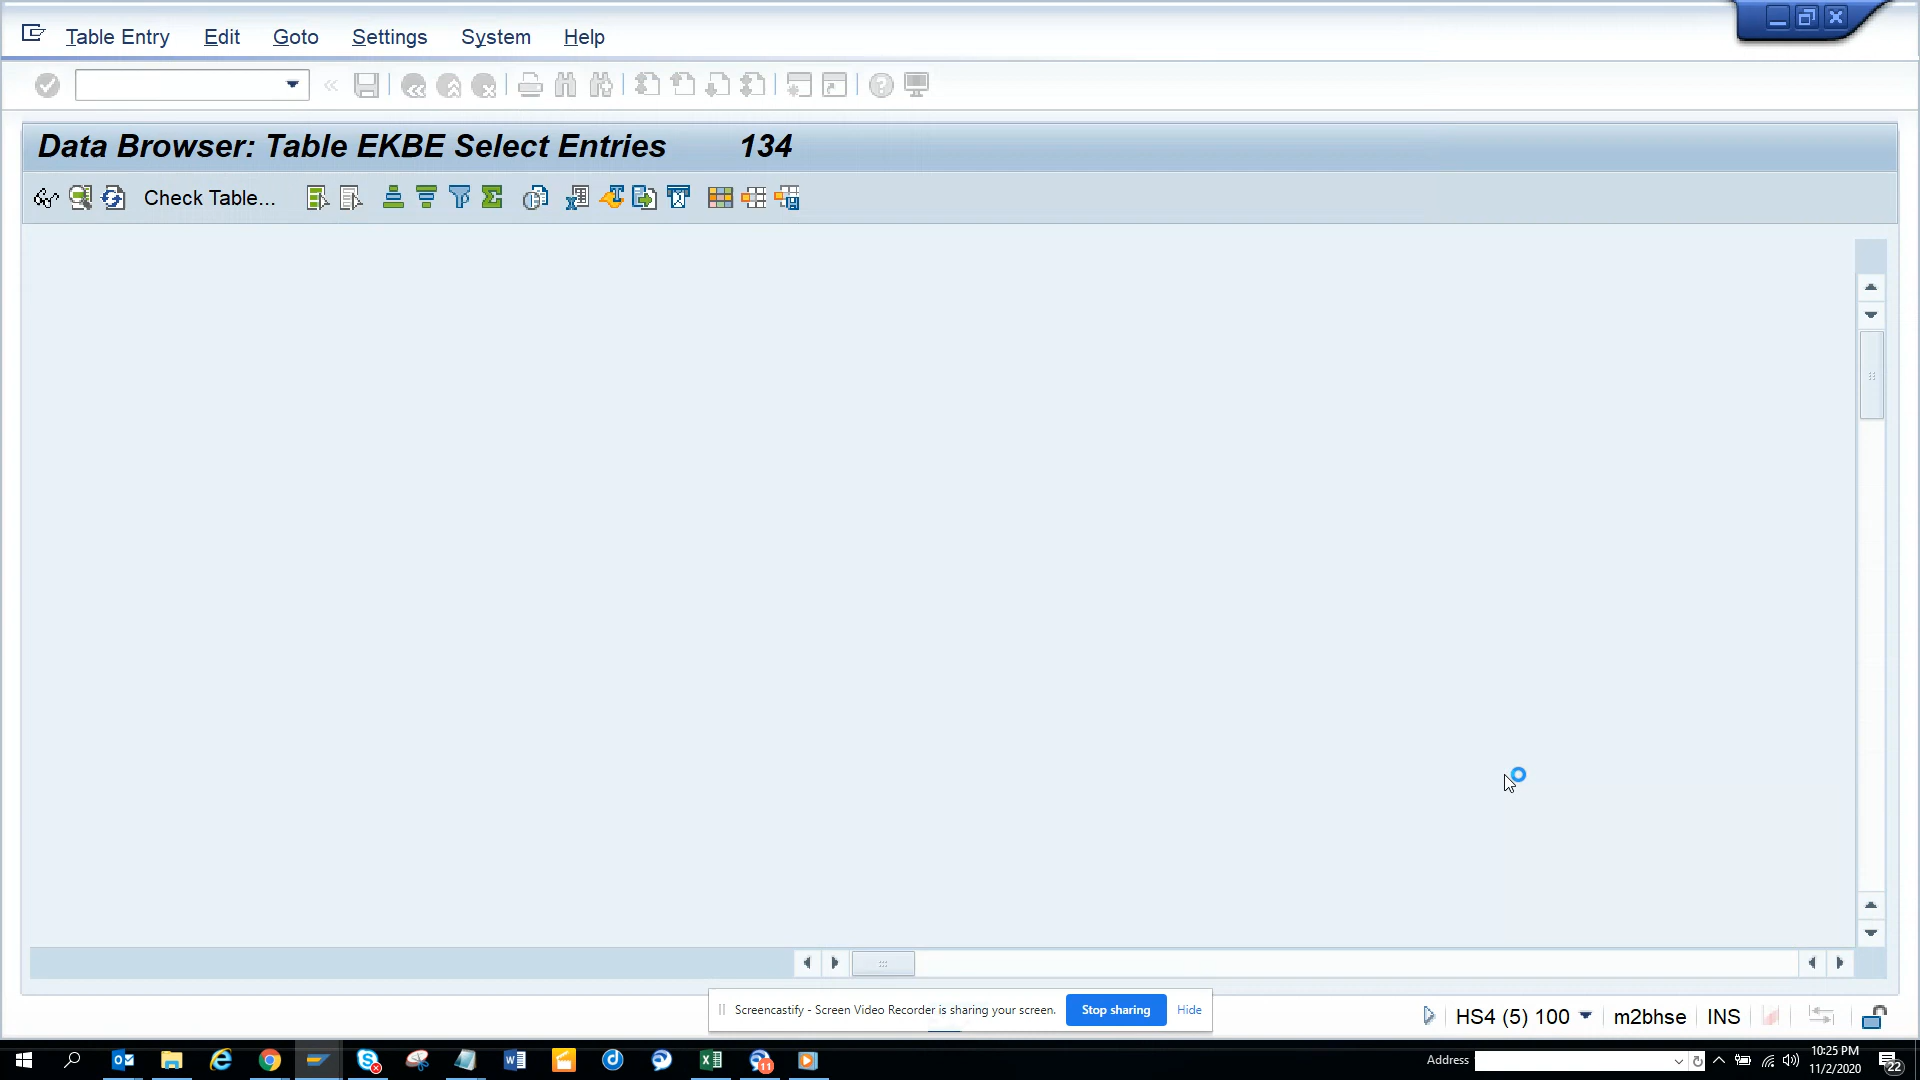 Table Entry Edit Goto Settings System Help
Data Browser: Table EKBE Select Entries 134
Check Table...
Screencastify - Screen Video Recorder is sharing your screen. Stop sharing Hide
HS4 (5) 100 m2bhse INS
Address
10:25 PM
11/2/2020
11
22